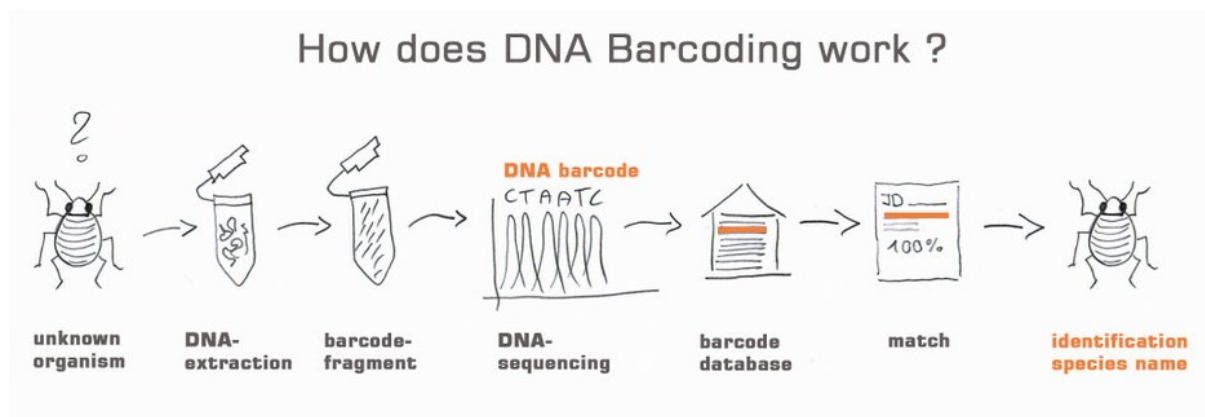 How does DNA Barcoding work ?
?
DNA barcode
CTAATC
JD
100%
unknown
organism
DNA-
extraction
barcode-
fragment
DNA-
sequencing
barcode
database
match
identification
species name